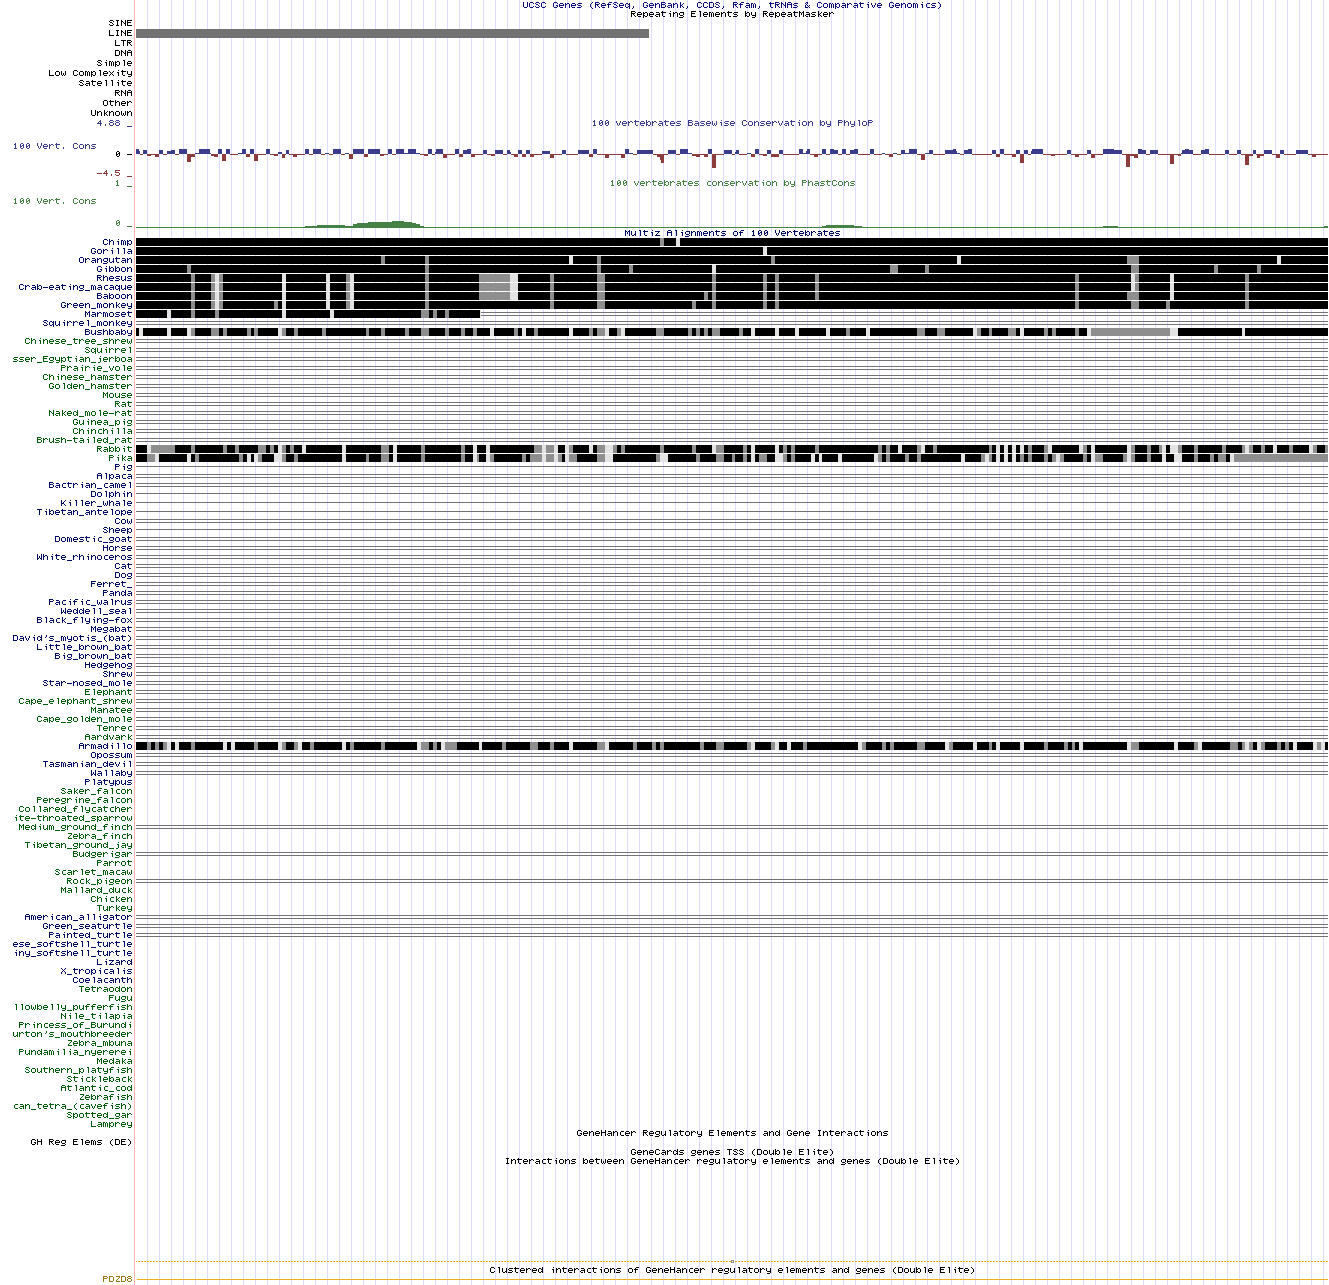 UCSC Genes (RefSeq, GenBank, CCDS, Rfam, tRNAs & Comparative Genomics)
Repeating Elements by RepeatMasker
SINE
LINE
LTR
DNA
Simple
Low Complexity
Satellite
RNA
Other
Unknown
4.88 _
100 vertebrates Basewise Conservation by PhyloP
100 Vert. Cons
0 -
-4.5 _
1 _
100 vertebrates conservation by PhastCons
100 Vert. Cons
0 _
Multiz Alignments of 100 Vertebrates
Chimp
Gorilla
Orangutan
Gibbon
Rhesus
Crab-eating_macaque
Baboon
Green_monkey
Marmoset
Squirrel_monkey
Bushbaby
Chinese_tree_shrew
Squirrel
sser_Egyptian_jerboa
Prairie_vole
Chinese_hamster
Golden_hamster
Mouse
Rat
Naked_mole-rat
Guinea_pig
Chinchilla
Brush-tailed_rat
Rabbit
Pika
Pig
Alpaca
Bactrian_camel
Dolphin
Killer_whale
Tibetan_antelope
Cow
Sheep
Domestic_goat
Horse
White_rhinoceros
Cat
Dog
Ferret_
Panda
Pacific_walrus
Weddell_seal
Black_flying-fox
Megabat
David's_myotis_(bat)
Little_brown_bat
Big_brown_bat
Hedgehog
Shrew
Star-nosed_mole
Elephant
Cape_elephant_shrew
Manatee
Cape_golden_mole
Tenrec
Aardvark
Armadillo
Opossum
Tasmanian_devil
Wallaby
Platypus
Saker_falcon
Peregrine_falcon
Collared_flycatcher
ite-throated_sparrow
Medium_ground_finch
Zebra_finch
Tibetan_ground_jay
Budgerigar
Parrot
Scarlet_macaw
Rock_pigeon
Mallard_duck
Chicken
Turkey
American_alligator
Green_seaturtle
Painted_turtle
ese_softshell_turtle
iny_softshell_turtle
Lizard
X_tropicalis
Coelacanth
Tetraodon
Fugu
llowbelly_pufferfish
Nile_tilapia
Princess_of_Burundi
urton's_mouthbreeder
Zebra_mbuna
Pundamilia_nyererei
Medaka
Southern_platyfish
Stickleback
Atlantic_cod
Zebrafish
can_tetra_(cavefish)
Spotted_gar
Lamprey
GeneHancer Regulatory Elements and Gene Interactions
GH Reg Elems (DE)
GeneCards genes TSS (Double Elite)
Interactions between GeneHancer regulatory elements and genes (Double Elite)
Clustered interactions of GeneHancer regulatory elements and genes (Double Elite)
PDZD8